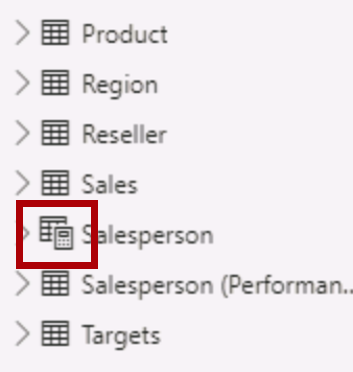 Product
Region
Reseller
Sales
Salesperson
Salesperson (Performan...
Targets